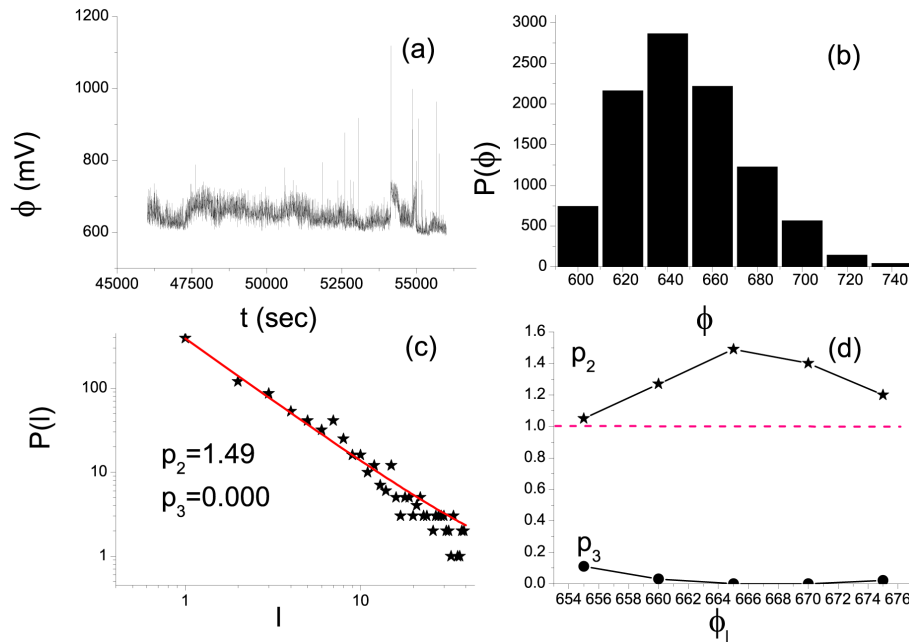 1200
1000
800
600
ϕ (mV)
(a)
45000 47500 50000 52500 55000
t (sec)
3000
2500
2000
1500
1000
500
0
P(ϕ)
(b)
600 620 640 660 680 700 720 740
ϕ
100
10
1
P(l)
(c)
p2=1.49
p3=0.000
1 10
l
1.6
1.4
1.2
1.0
0.8
0.6
0.4
0.2
0.0
p2
(d)
p3
654 656 658 660 662 664 666 668 670 672 674 676
ϕl